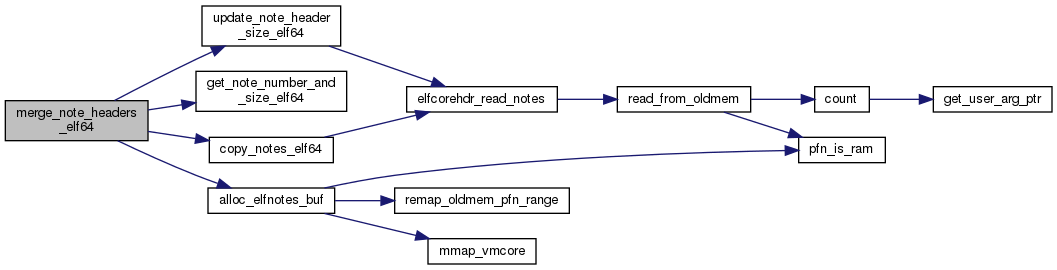 merge_note_headers
_elf64
update_note_header
_size_elf64
get_note_number_and
_size_elf64
copy_notes_elf64
alloc_elfnotes_buf
elfcorehdr_read_notes
remap_oldmem_pfn_range
mmap_vmcore
read_from_oldmem
count
pfn_is_ram
get_user_arg_ptr